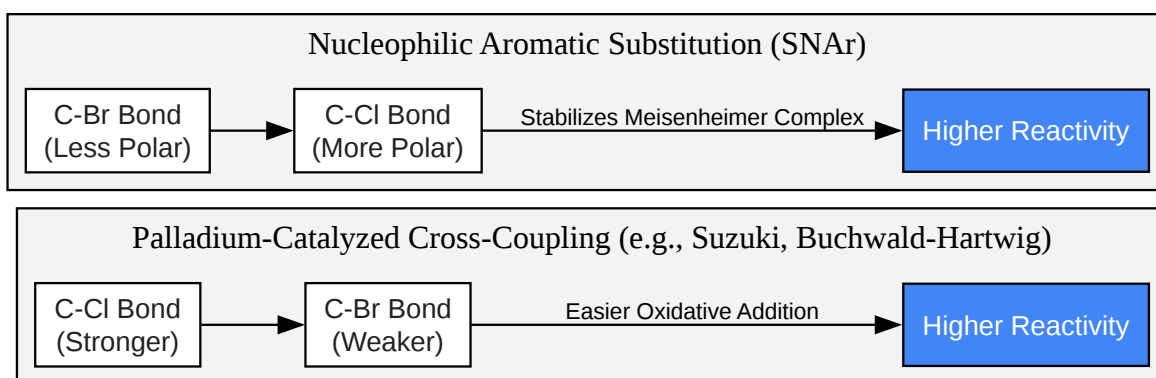 Nucleophilic Aromatic Substitution (SNAr)
C-Br Bond
(Less Polar)
C-Cl Bond
(More Polar)
Stabilizes Meisenheimer Complex
Higher Reactivity
Palladium-Catalyzed Cross-Coupling (e.g., Suzuki, Buchwald-Hartwig)
C-Cl Bond
(Stronger)
C-Br Bond
(Weaker)
Easier Oxidative Addition
Higher Reactivity